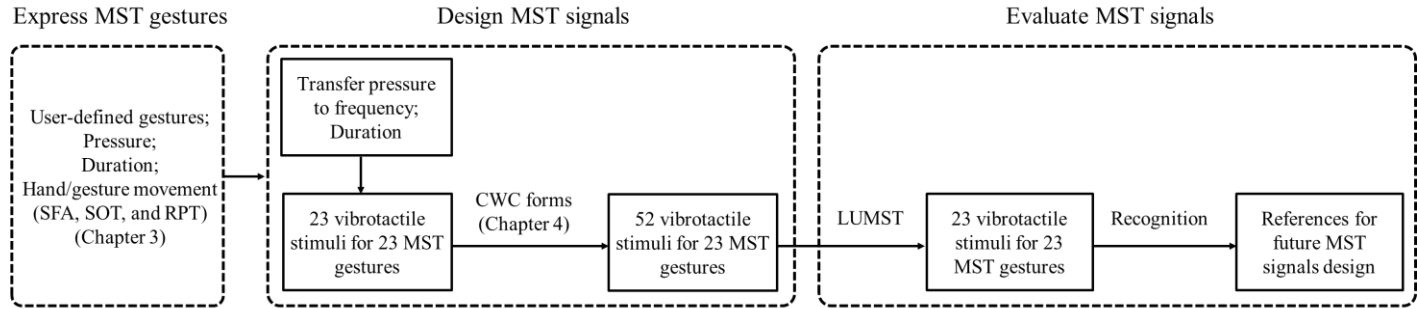 Express MST gestures
Design MST signals
Evaluate MST signals
User-defined gestures;
Pressure;
Duration;
Hand/gesture movement
(SFA, SOT, and RPT)
(Chapter 3)
Transfer pressure
to frequency;
Duration
23 vibrotactile
stimuli for 23 MST
gestures
CWC forms
(Chapter 4)
52 vibrotactile
stimuli for 23 MST
gestures
LUMST
23 vibrotactile
stimuli for 23
MST gestures
Recognition
References for
future MST
signals design